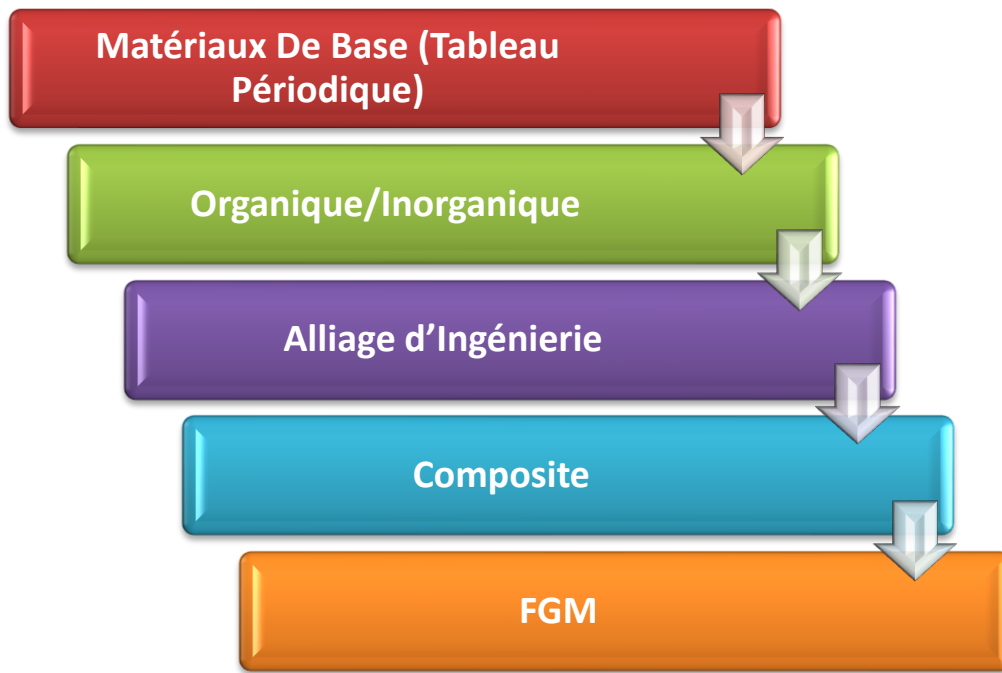 Matériaux De Base (Tableau
Périodique)
Organique/Inorganique
Alliage d’Ingénierie
Composite
FGM